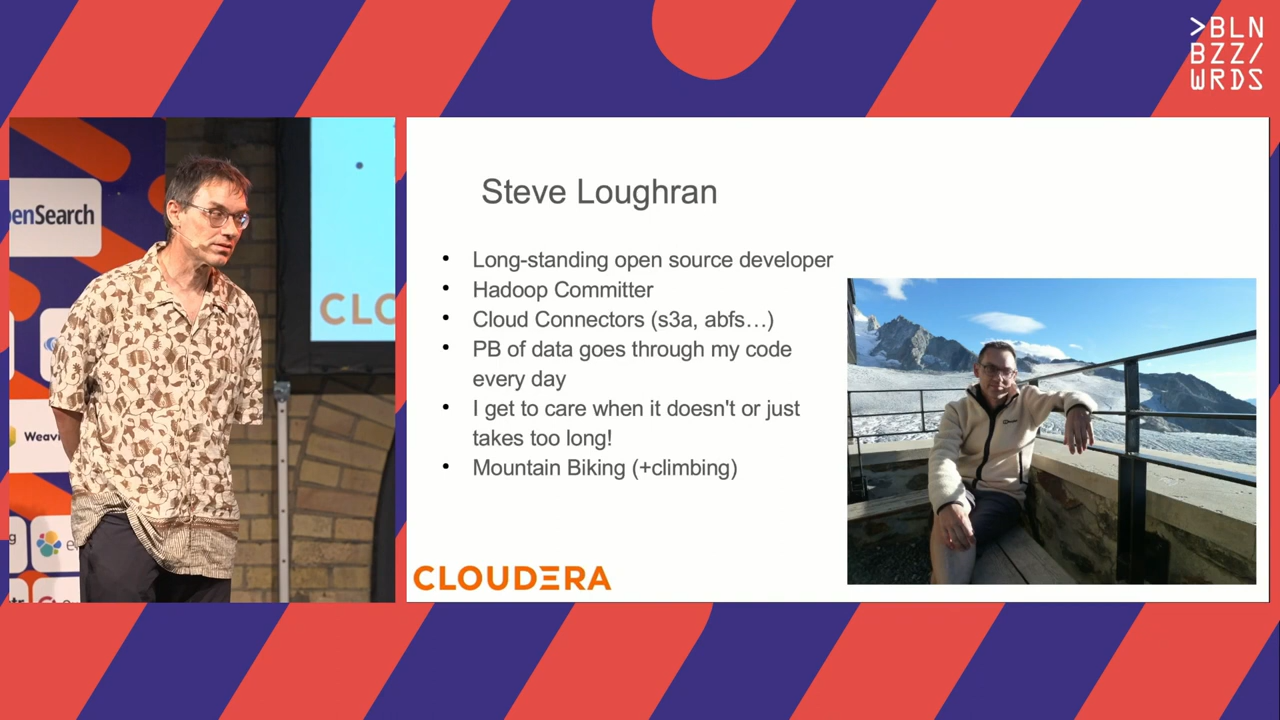 >BLN
BZZ/
WRDS
enSearch
CLO
Weavi
g
e
tr
Steve Loughran
• Long-standing open source developer
• Hadoop Committer
• Cloud Connectors (s3a, abfs…)
• PB of data goes through my code
every day
• I get to care when it doesn't or just
takes too long!
• Mountain Biking (+climbing)
CLOUDERA